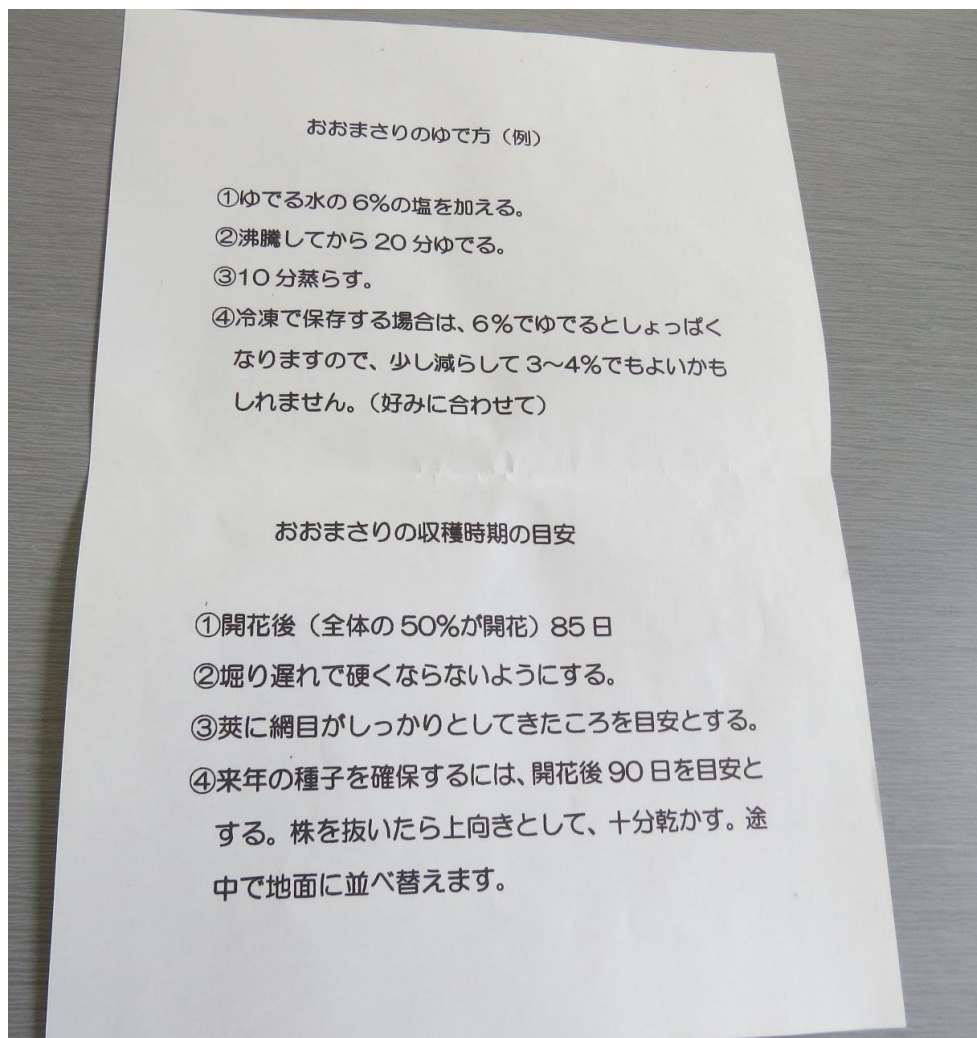 おおまさりのゆで方（例）
①ゆでる水の6%の塩を加える。
②沸騰してから20分ゆでる。
③10分蒸らす。
④冷凍で保存する場合は、6%でゆでるとしょっぱく
なりますので、少し減らして3～4%でもよいかも
しれません。（好みに合わせて）
おおまさりの収穫時期の目安
①開花後（全体の50%が開花）85日
②堀り遅れで硬くならないようにする。
③莢に網目がしっかりとしてきたころを目安とする。
④来年の種子を確保するには、開花後90日を目安と
する。株を抜いたら上向きとして、十分乾かす。途
中で地面に並べ替えます。